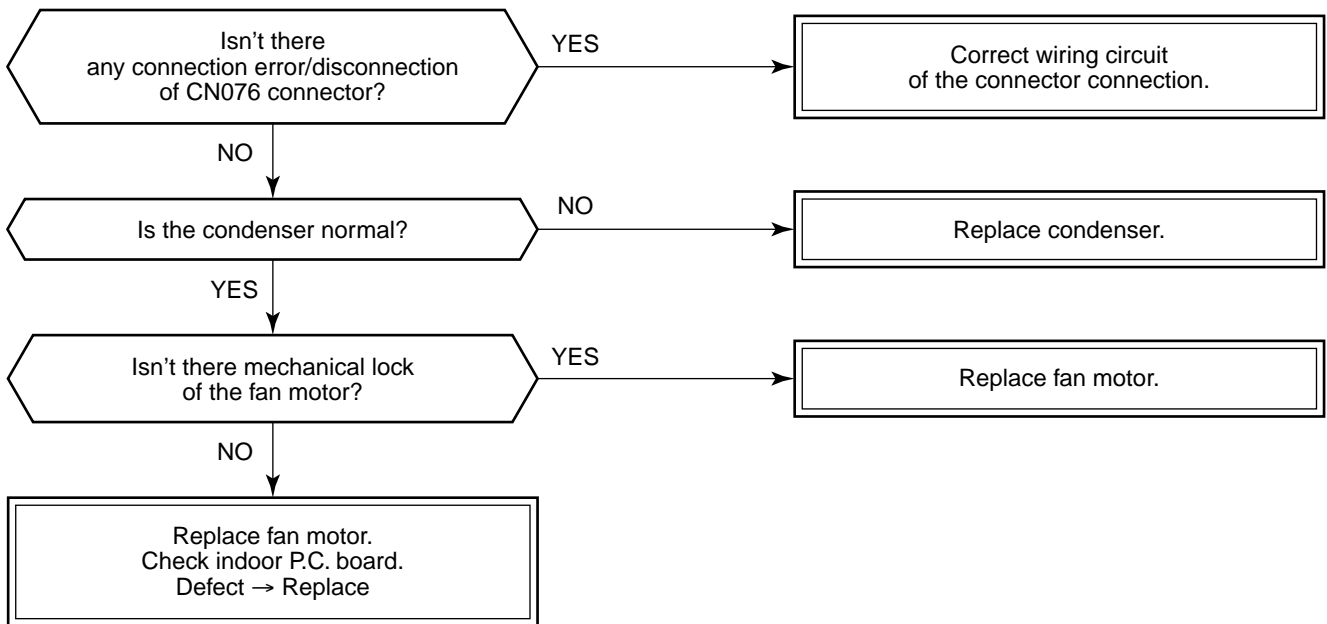 Isn't there
any connection error/disconnection
of CN076 connector?
YES
Correct wiring circuit
of the connector connection.
NO
Is the condenser normal?
NO
Replace condenser.
YES
Isn't there mechanical lock
of the fan motor?
YES
Replace fan motor.
NO
Replace fan motor.
Check indoor P.C. board.
Defect → Replace